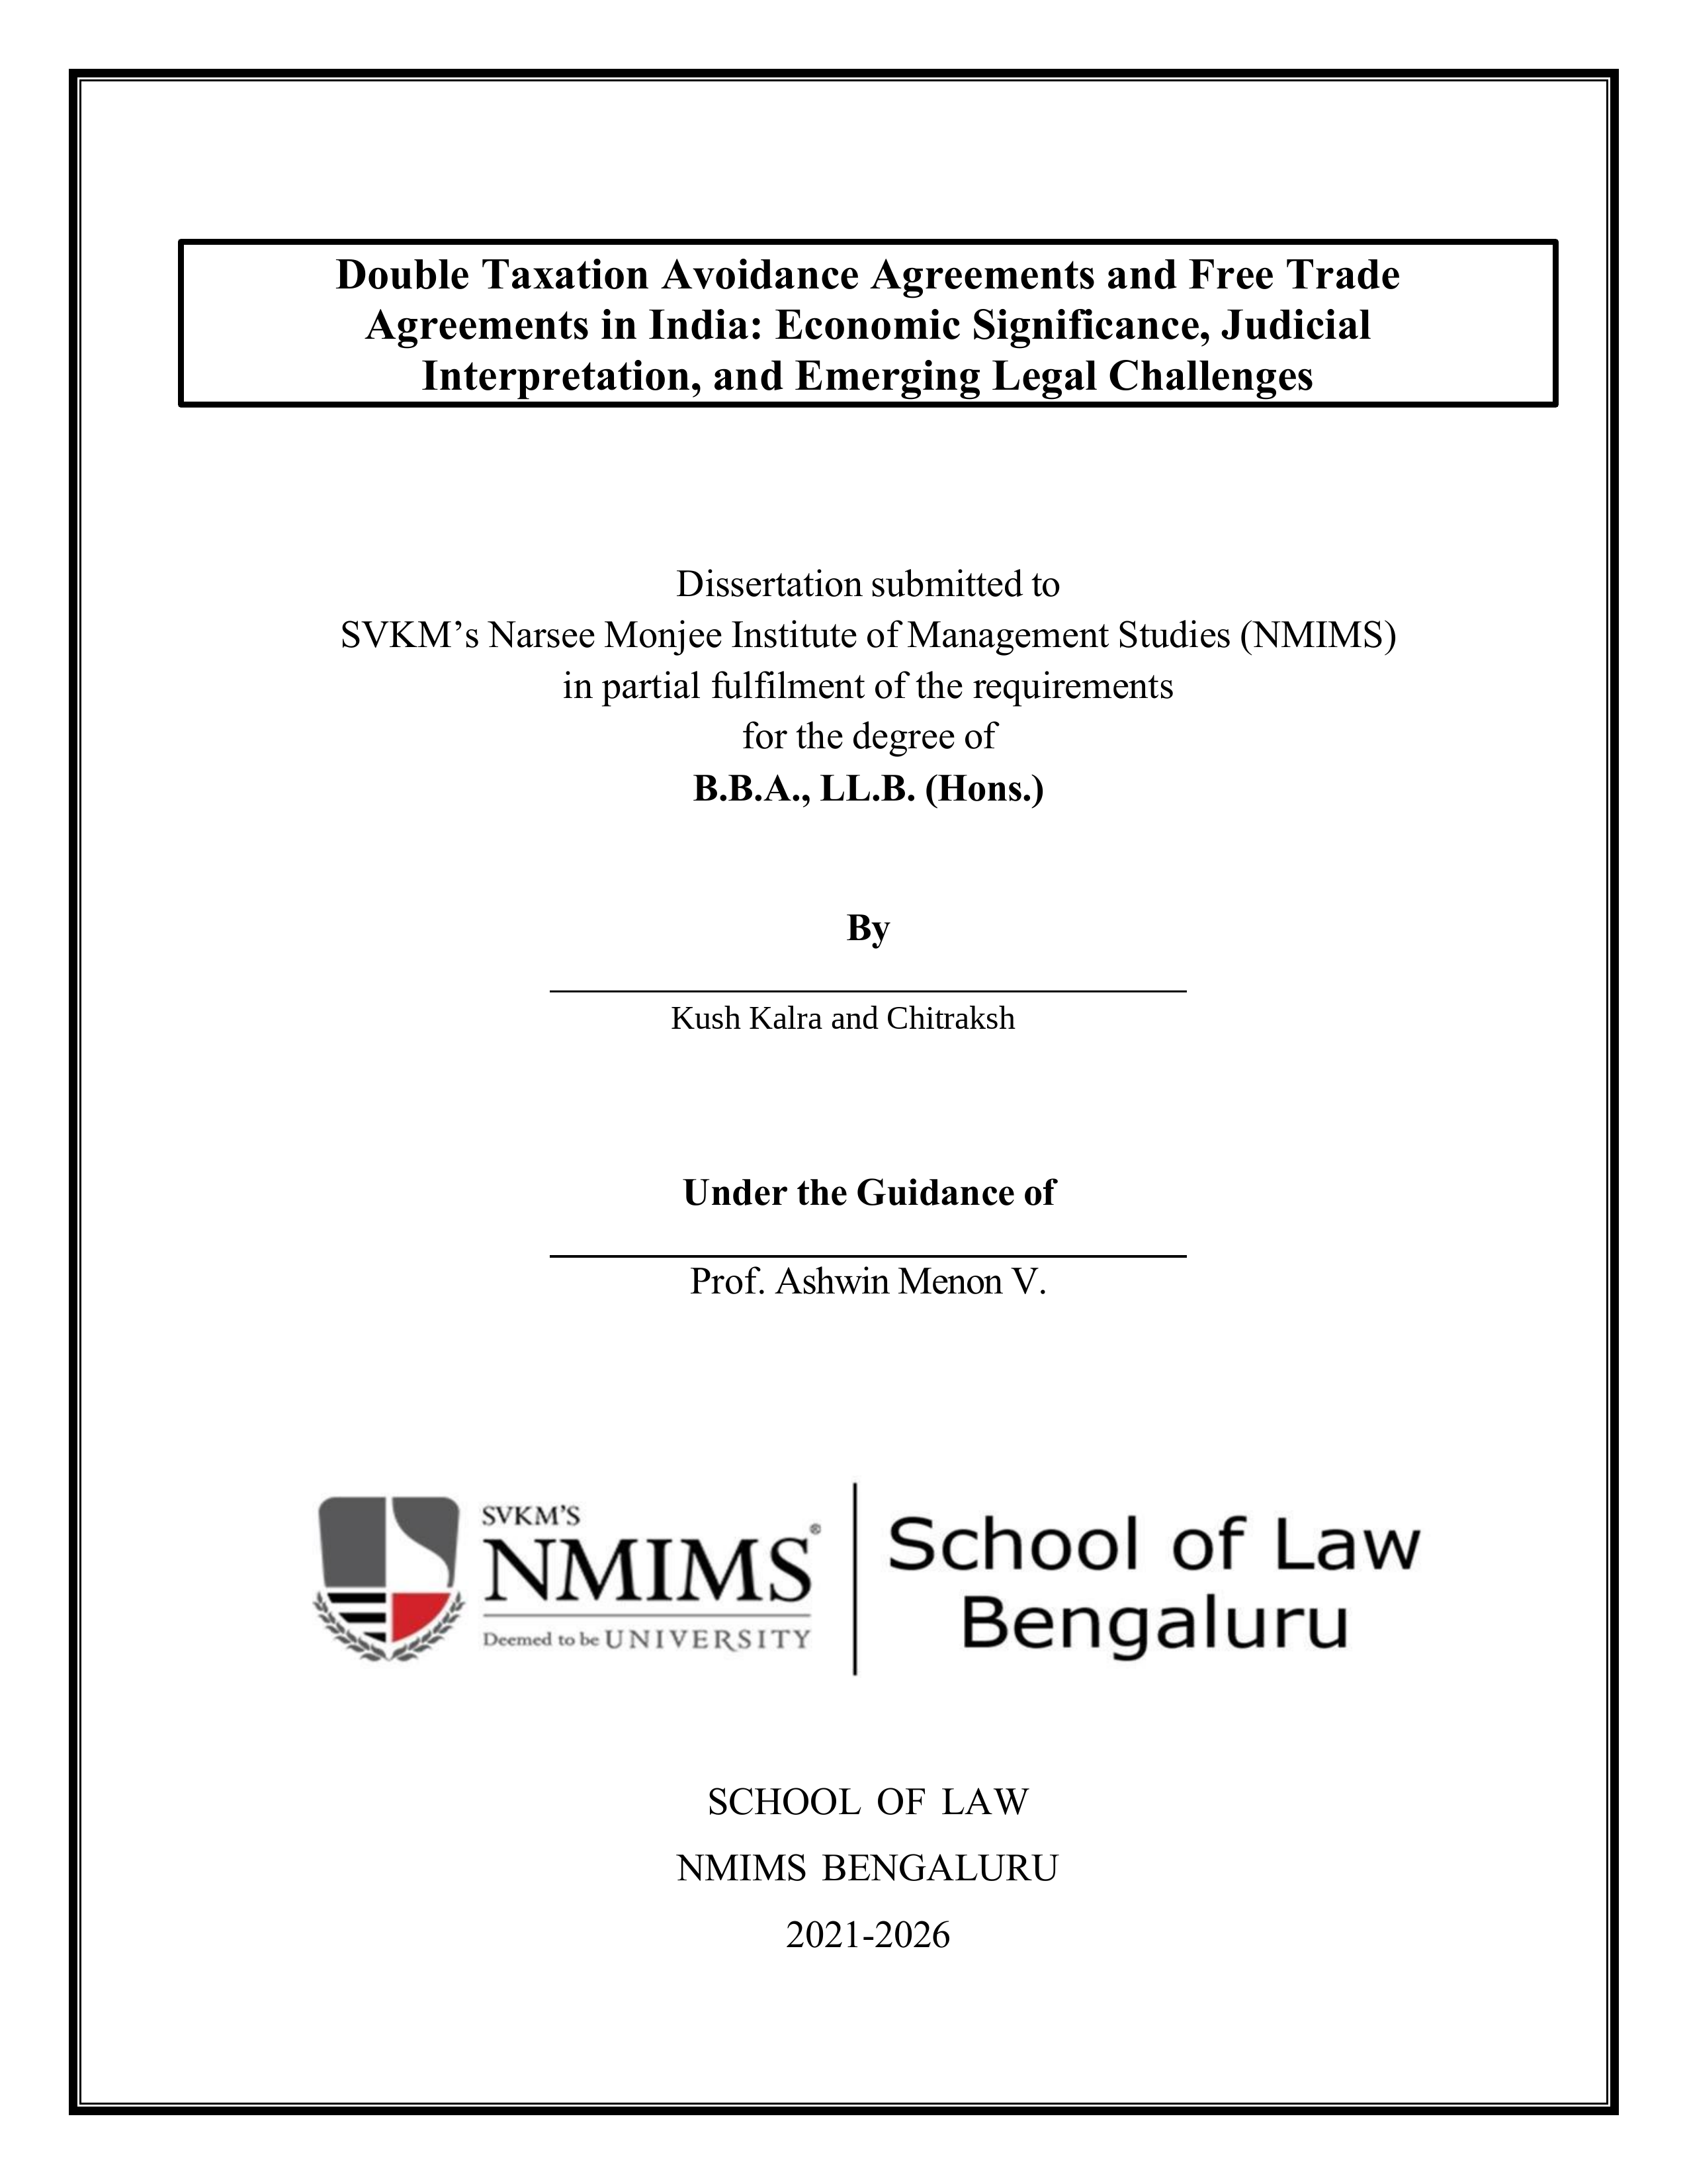 Double Taxation Avoidance Agreements and Free Trade
Agreements in India: Economic Significance, Judicial
Interpretation, and Emerging Legal Challenges
Dissertation submitted to
SVKM’s Narsee Monjee Institute of Management Studies (NMIMS)
in partial fulfilment of the requirements
for the degree of
B.B.A., LL.B. (Hons.)
By
Kush Kalra and Chitraksh
Under the Guidance of
Prof. Ashwin Menon V.
SVKM’S
NMIMS®
Deemed to be UNIVERSITY
School of Law
Bengaluru
SCHOOL OF LAW
NMIMS BENGALURU
2021-2026